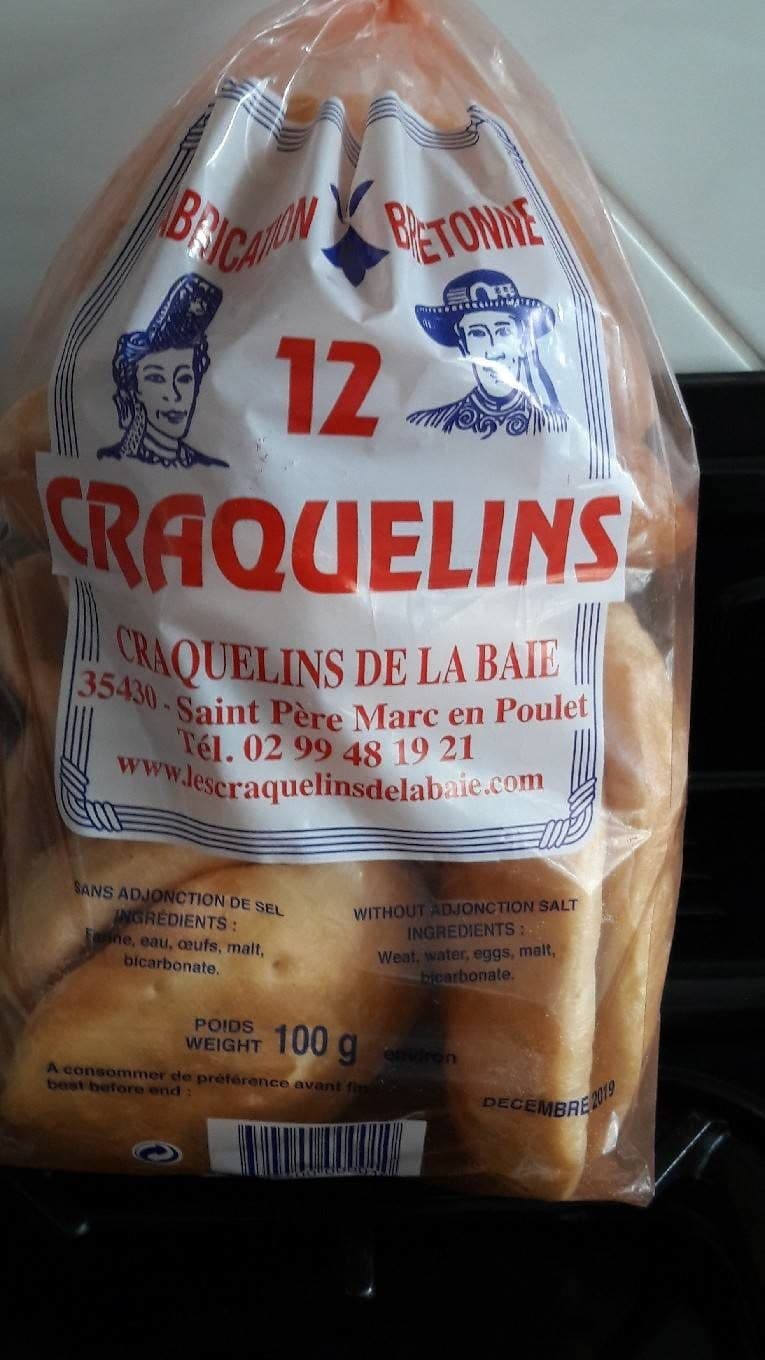 ABRICATION BRETONNE
12
CRAQUELINS
CRAQUELINS DE LA BAIE
35430 - Saint Père Marc en Poulet
Tél. 02 99 48 19 21
www.lescraquelinsdelabaie.com
SANS ADJONCTION DE SEL
INGRÉDIENTS :
Farine, eau, œufs, malt,
bicarbonate.
WITHOUT ADJONCTION SALT
INGREDIENTS :
Weat, water, eggs, malt,
bicarbonate.
POIDS
WEIGHT 100 g environ
A consommer de préférence avant fin
best before end :
DECEMBRE 2019